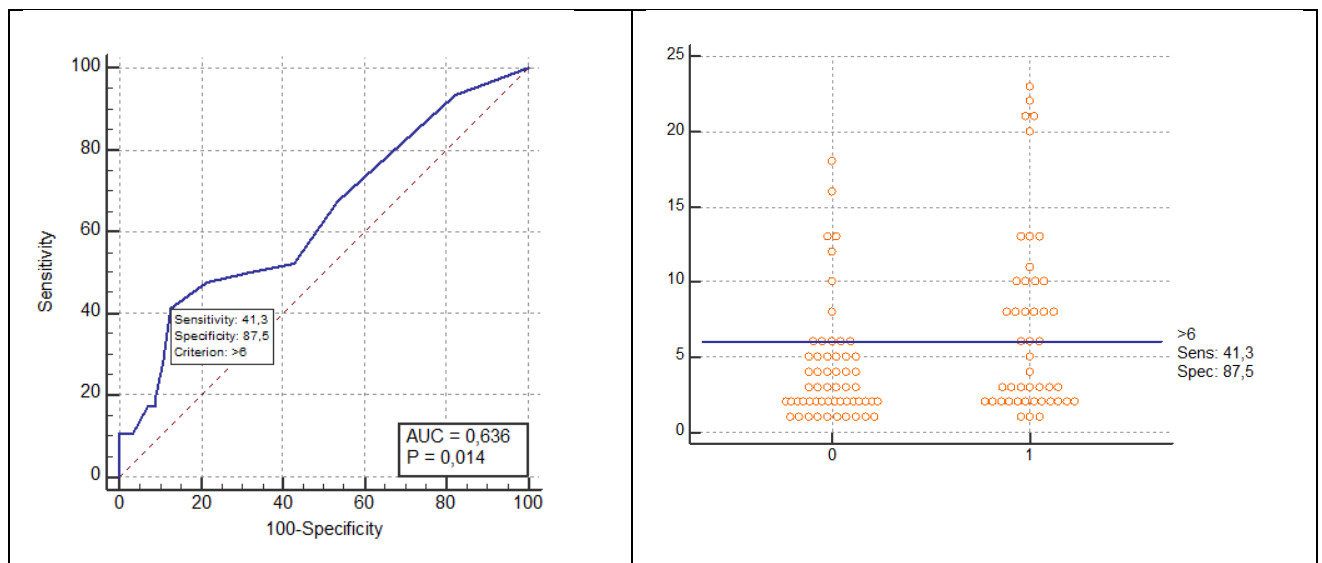 100
80
60
40
20
0
Sensitivity
Sensitivity: 41,3
Specificity: 87,5
Criterion: >6
AUC = 0,636
P = 0,014
0 20 40 60 80 100
100-Specificity
25
20
15
10
5
0
>6
Sens: 41,3
Spec: 87,5
0 1